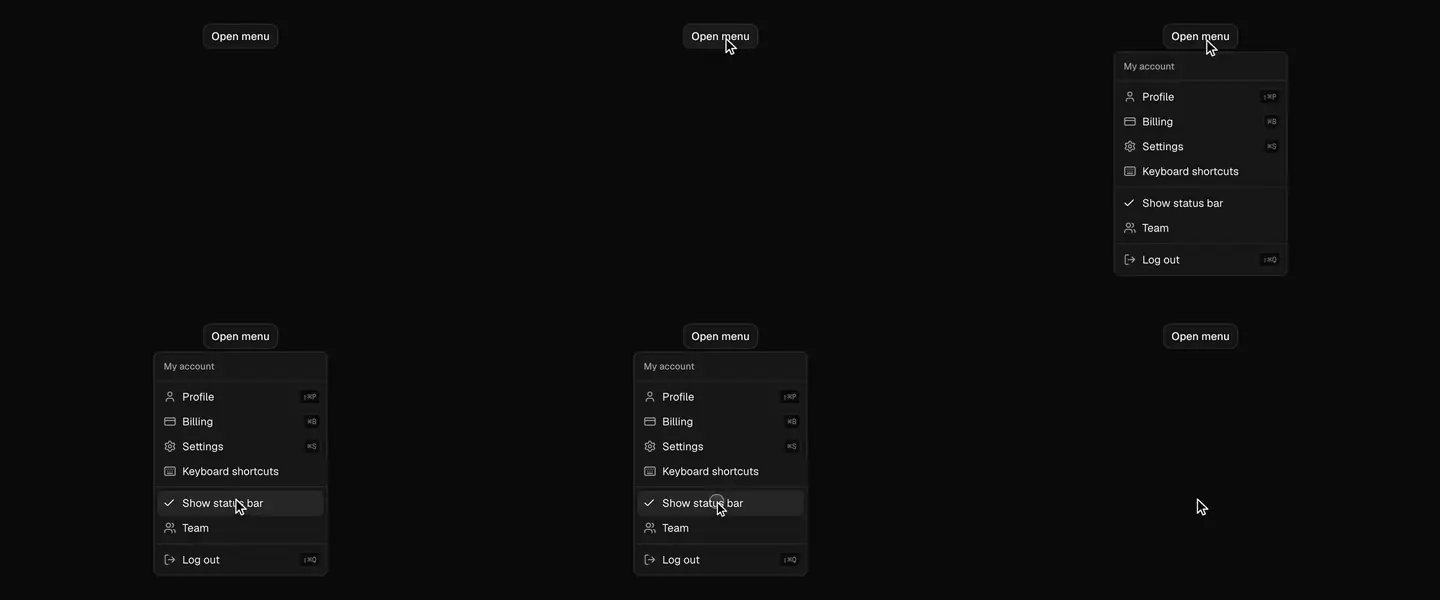 Open menu
Open menu
Open menu
My account
Profile ⇧⌘P
Billing ⌘B
Settings ⌘S
Keyboard shortcuts
Show status bar
Team
Log out ⇧⌘Q
Open menu
My account
Profile ⇧⌘P
Billing ⌘B
Settings ⌘S
Keyboard shortcuts
Show status bar
Team
Log out ⇧⌘Q
Open menu
My account
Profile ⇧⌘P
Billing ⌘B
Settings ⌘S
Keyboard shortcuts
Show status bar
Team
Log out ⇧⌘Q
Open menu